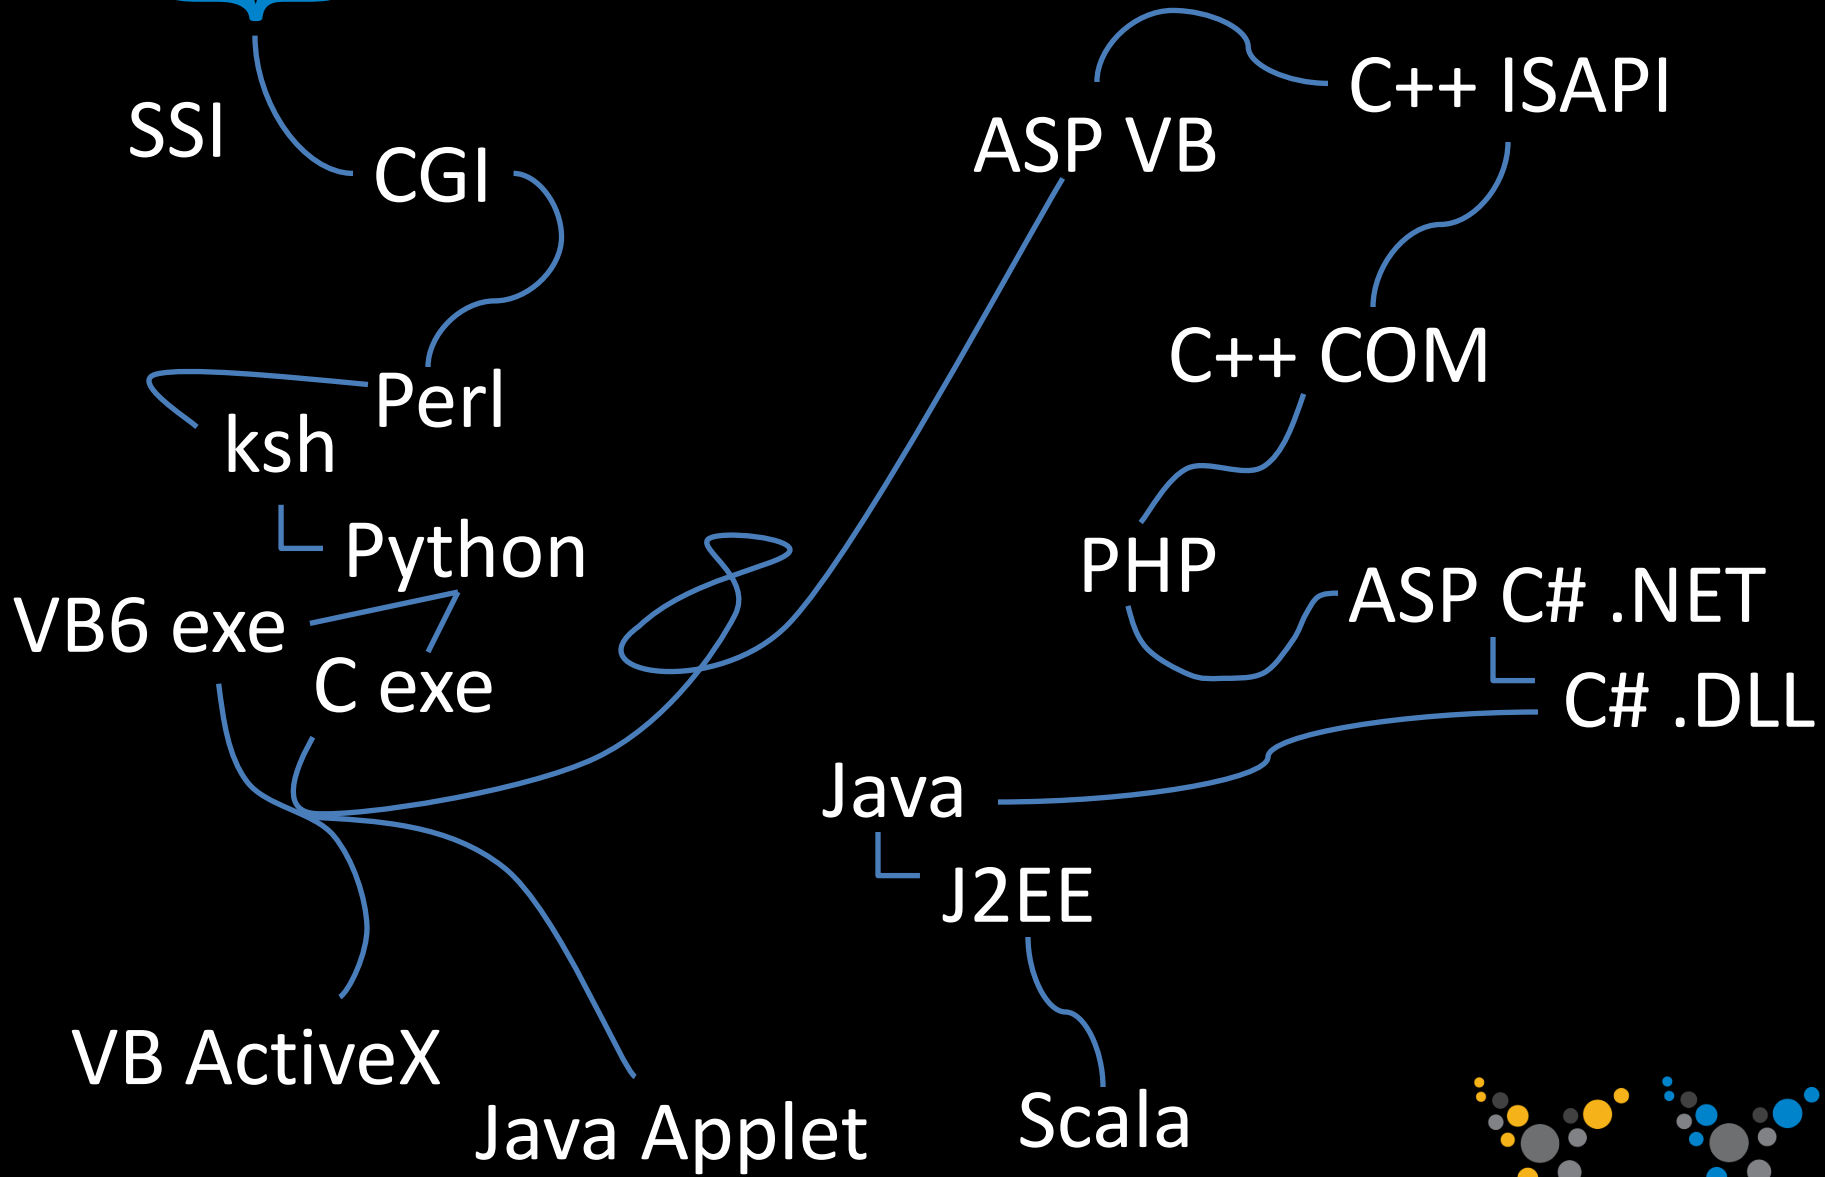 SSI
CGI
Perl
ksh
Python
VB6 exe
C exe
VB ActiveX
Java Applet
ASP VB
C++ ISAPI
C++ COM
PHP
ASP C# .NET
C# .DLL
Java
J2EE
Scala